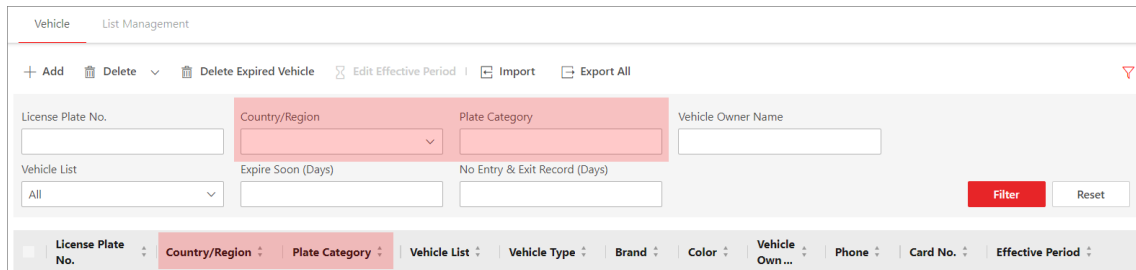 Vehicle List Management
Add Delete Delete Expired Vehicle Edit Effective Period Import Export All
License Plate No. Country/Region Plate Category Vehicle Owner Name
Vehicle List Expire Soon (Days) No Entry & Exit Record (Days)
All Filter Reset
License Plate No. Country/Region Plate Category Vehicle List Vehicle Type Brand Color Vehicle Own ... Phone Card No. Effective Period